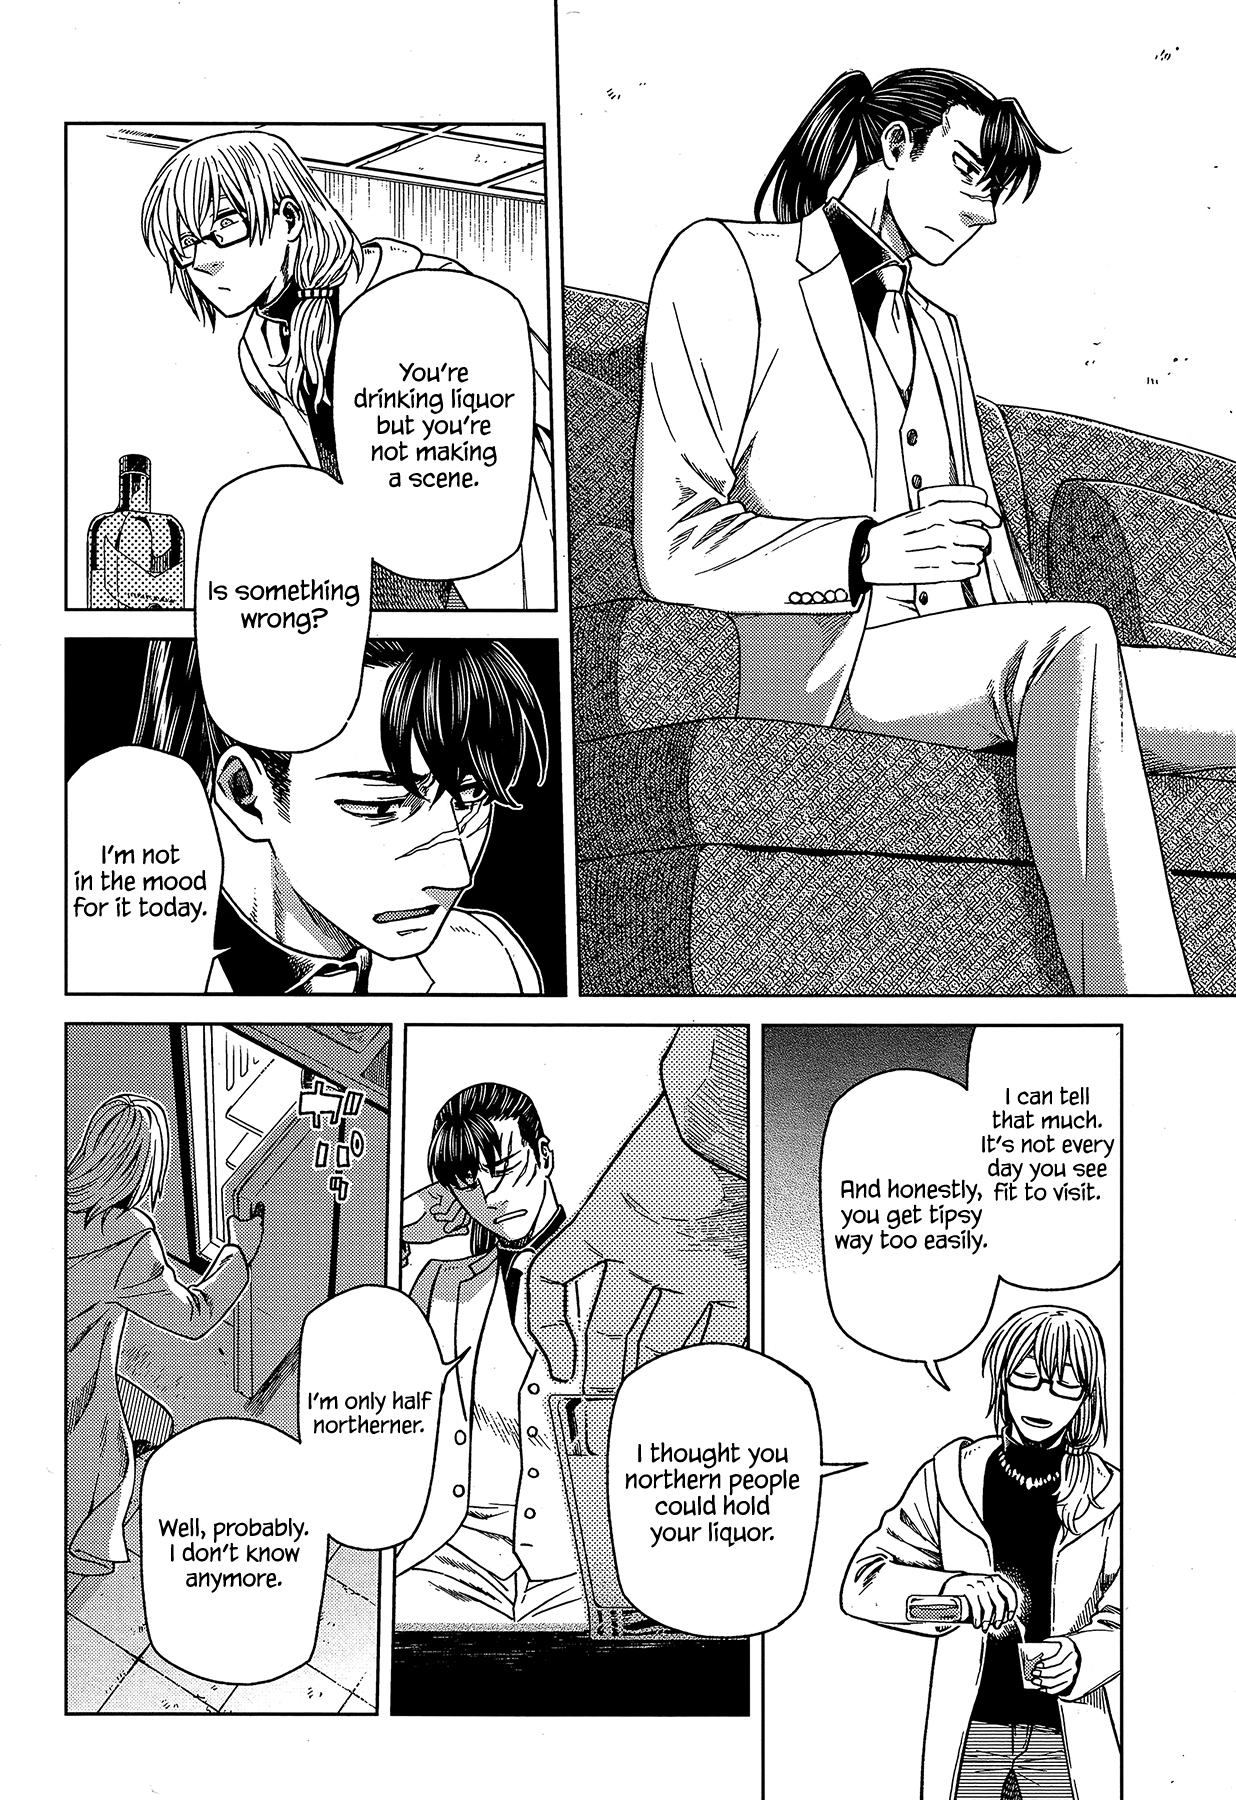 You're
drinking liquor
but you're
not making
a scene.
Is something
wrong?
I'm not
in the mood
for it today.
I can tell
that much.
It's not every
day you see
fit to visit.
And honestly,
you get tipsy
way too easily.
I thought you
northern people
could hold
your liquor.
I'm only half
northerner.
Well, probably.
I don't know
anymore.